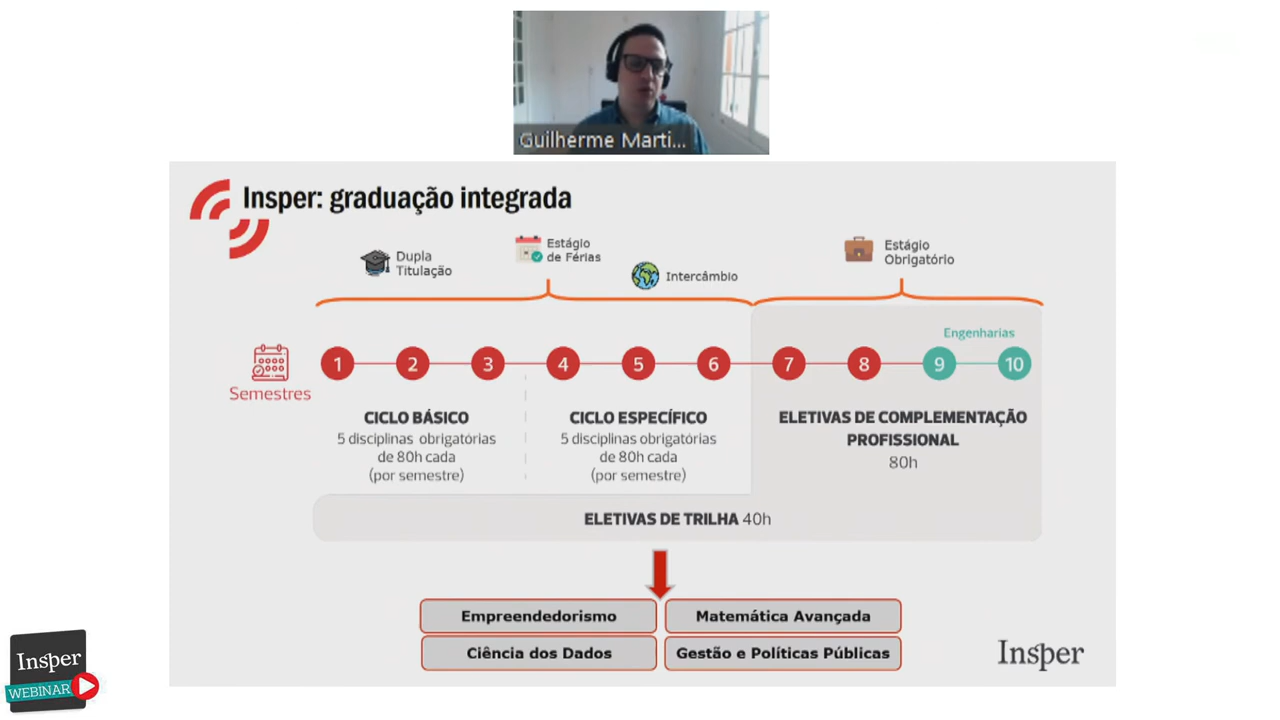 Guilherme Marti...
Insper: graduação integrada
Dupla
Titulação
Estágio
de Férias
Intercâmbio
Estágio
Obrigatório
Engenharias
Semestres
1 2 3 4 5 6 7 8 9 10
CICLO BÁSICO
5 disciplinas obrigatórias
de 80h cada
(por semestre)
CICLO ESPECÍFICO
5 disciplinas obrigatórias
de 80h cada
(por semestre)
ELETIVAS DE COMPLEMENTAÇÃO
PROFISSIONAL
80h
ELETIVAS DE TRILHA 40h
Empreendedorismo
Matemática Avançada
Ciência dos Dados
Gestão e Políticas Públicas
Insper
Insper
WEBINAR